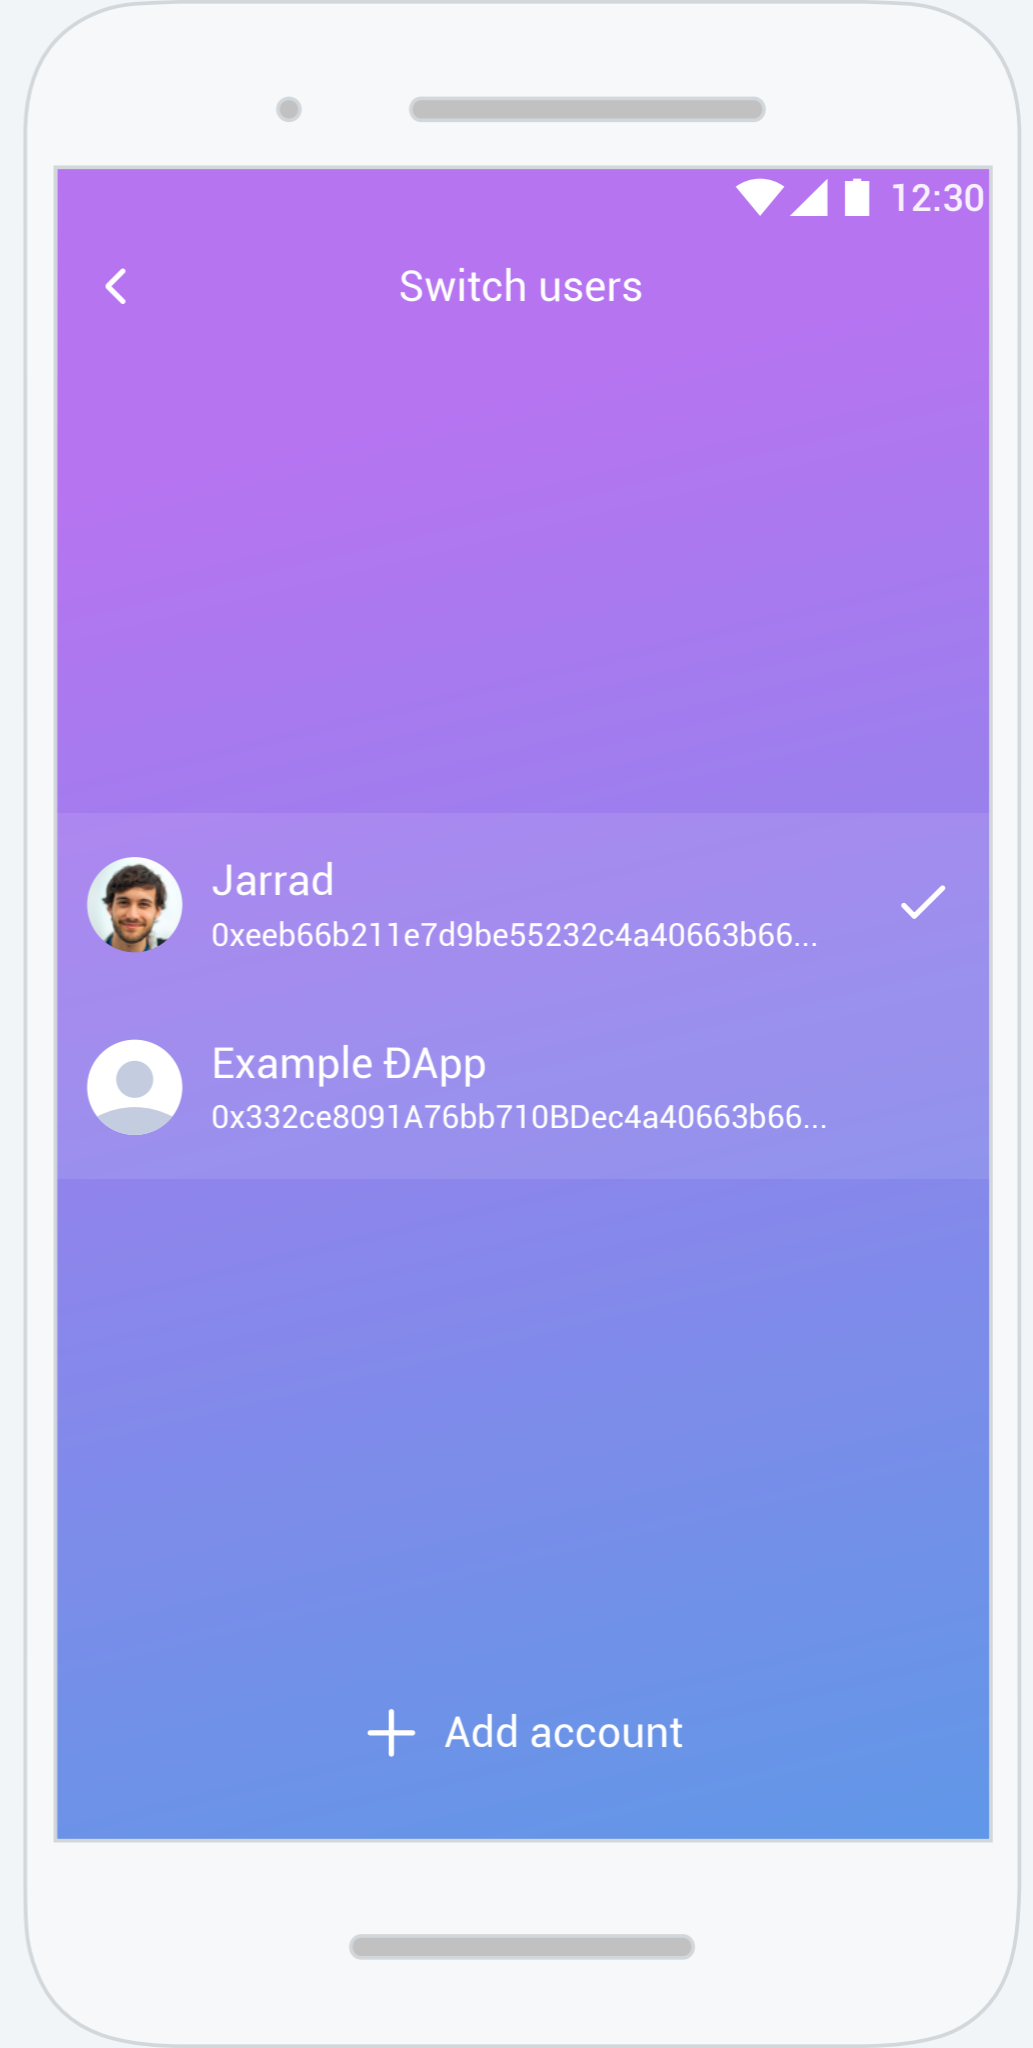 12:30
Switch users
Jarrad
0xeeb66b211e7d9be55232c4a40663b66...
Example ĐApp
0x332ce8091A76bb710BDec4a40663b66...
Add account